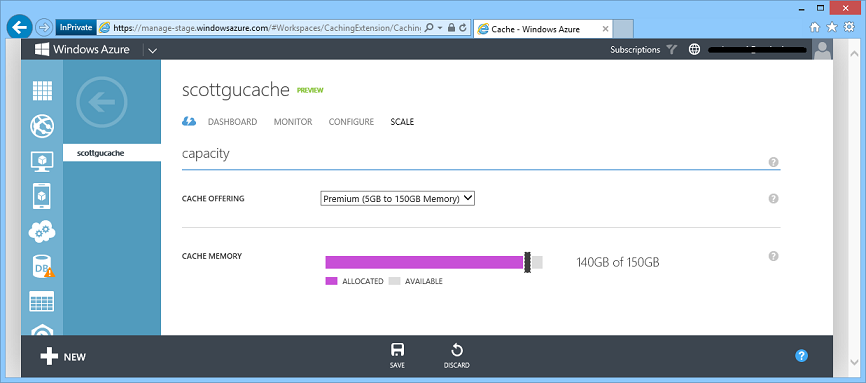 InPrivate
https://manage-stage.windowsazure.com/#Workspaces/CachingExtension/Caching
Cache - Windows Azure
Windows Azure
Subscriptions
scottgucache
PREVIEW
DASHBOARD MONITOR CONFIGURE SCALE
scottgucache
capacity
CACHE OFFERING
Premium (5GB to 150GB Memory)
CACHE MEMORY
140GB of 150GB
ALLOCATED AVAILABLE
DB
NEW
SAVE
DISCARD